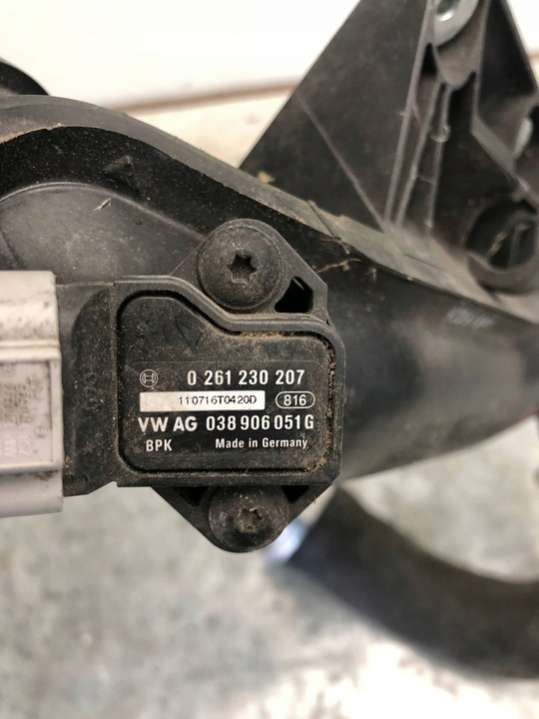 0 261 230 207
110716T0420D 816
VW AG 038 906 051 G
BPK Made in Germany